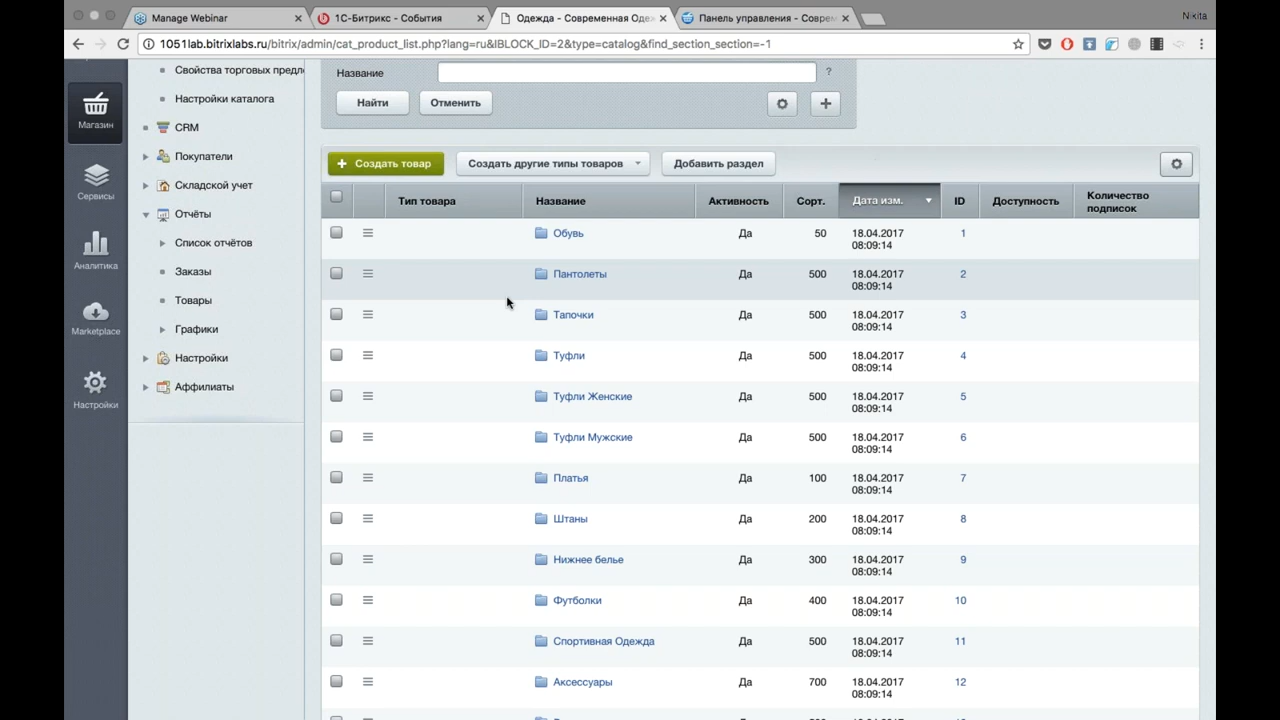 Manage Webinar
1С-Битрикс - События
Одежда - Современная Оде
Панель управления - Соврем
Nikita
1051lab.bitrixlabs.ru/bitrix/admin/cat_product_list.php?lang=ru&IBLOCK_ID=2&type=catalog&find_section_section=-1
Магазин
Сервисы
Аналитика
Marketplace
Настройки
Свойства торговых предл
Настройки каталога
CRM
Покупатели
Складской учет
Отчёты
Список отчётов
Заказы
Товары
Графики
Настройки
Аффилиаты
Название
?
Найти Отменить
+ Создать товар Создать другие типы товаров Добавить раздел
Тип товара Название Активность Сорт. Дата изм. ID Доступность Количество подписок
Обувь Да 50 18.04.2017 08:09:14 1
Пантолеты Да 500 18.04.2017 08:09:14 2
Тапочки Да 500 18.04.2017 08:09:14 3
Туфли Да 500 18.04.2017 08:09:14 4
Туфли Женские Да 500 18.04.2017 08:09:14 5
Туфли Мужские Да 500 18.04.2017 08:09:14 6
Платья Да 100 18.04.2017 08:09:14 7
Штаны Да 200 18.04.2017 08:09:14 8
Нижнее белье Да 300 18.04.2017 08:09:14 9
Футболки Да 400 18.04.2017 08:09:14 10
Спортивная Одежда Да 500 18.04.2017 08:09:14 11
Аксессуары Да 700 18.04.2017 08:09:14 12